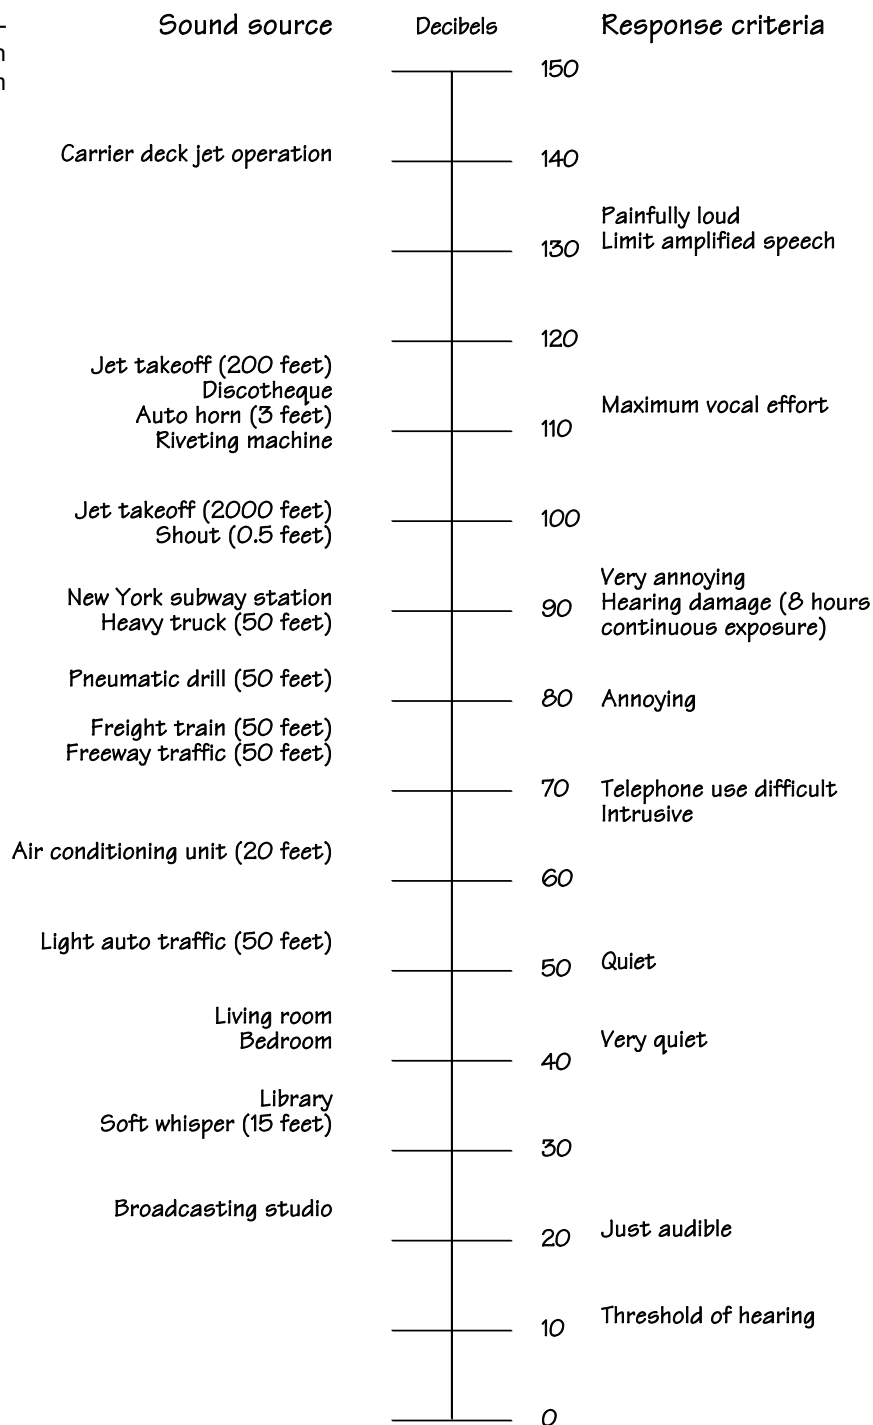 Sound source Decibels Response criteria
150
Carrier deck jet operation 140
Painfully loud
130 Limit amplified speech
120
Jet takeoff (200 feet)
Discotheque
Maximum vocal effort
Auto horn (3 feet)
110
Riveting machine
Jet takeoff (2000 feet)
100
Shout (0.5 feet)
Very annoying
New York subway station 90 Hearing damage (8 hours
Heavy truck (50 feet) continuous exposure)
Pneumatic drill (50 feet)
80 Annoying
Freight train (50 feet)
Freeway traffic (50 feet)
70 Telephone use difficult
Intrusive
Air conditioning unit (20 feet)
60
Light auto traffic (50 feet)
50 Quiet
Living room
Bedroom Very quiet
40
Library
Soft whisper (15 feet)
30
Broadcasting studio
20 Just audible
10 Threshold of hearing
0